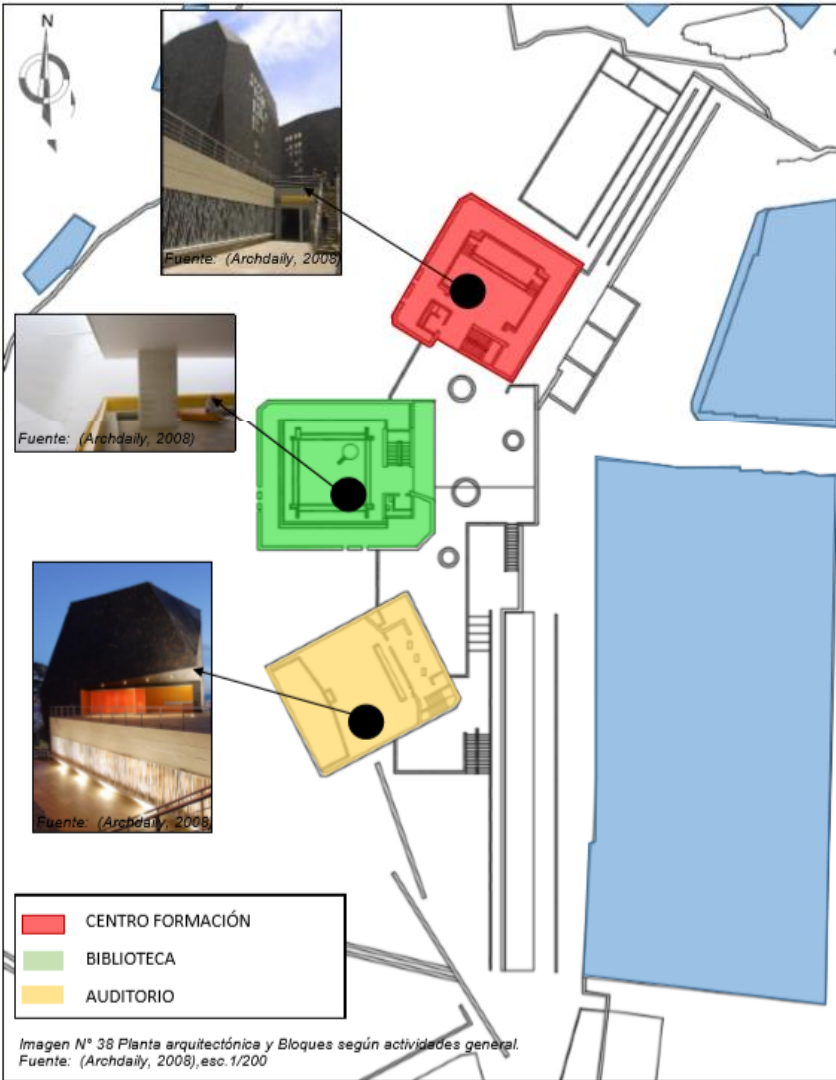 N
Fuente: (Archdaily, 2008)
Fuente: (Archdaily, 2008)
Fuente: (Archdaily, 2008)
CENTRO FORMACIÓN
BIBLIOTECA
AUDITORIO
Imagen N° 38 Planta arquitectónica y Bloques según actividades general.
Fuente: (Archdaily, 2008),esc.1/200